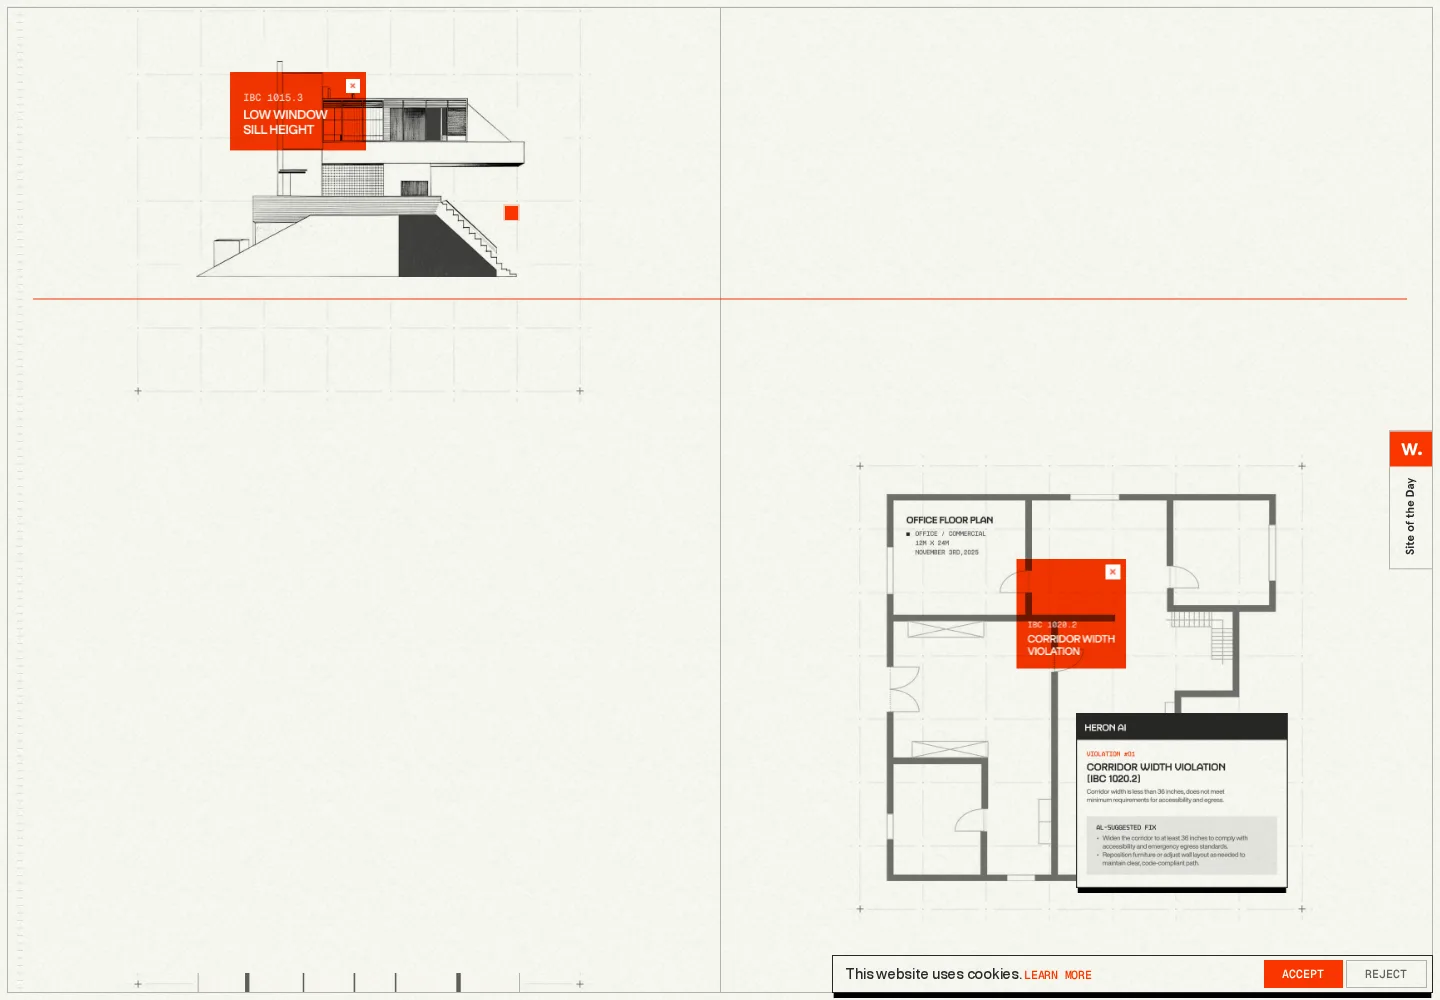 IBC 1015.3
LOW WINDOW
SILL HEIGHT
W.
Site of the Day
OFFICE FLOOR PLAN
OFFICE / COMMERCIAL
12M X 24M
NOVEMBER 3RD,2025
IBC 1020.2
CORRIDOR WIDTH
VIOLATION
HERON AI
VIOLATION #01
CORRIDOR WIDTH VIOLATION
[IBC 1020.2]
Corridor width is less than 36 inches, does not meet
minimum requirements for accessibility and egress.
AL-SUGGESTED FIX
• Widen the corridor to at least 36 inches to comply with
accessibility and emergency egress standards.
• Reposition furniture or adjust wall layout as needed to
maintain clear, code-compliant path.
This website uses cookies. LEARN MORE
ACCEPT
REJECT